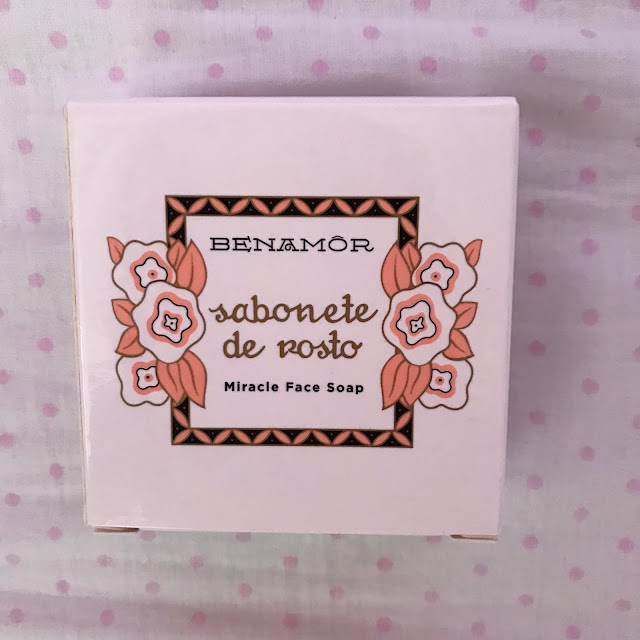 BENAMÔR
sabonete
de rosto
Miracle Face Soap